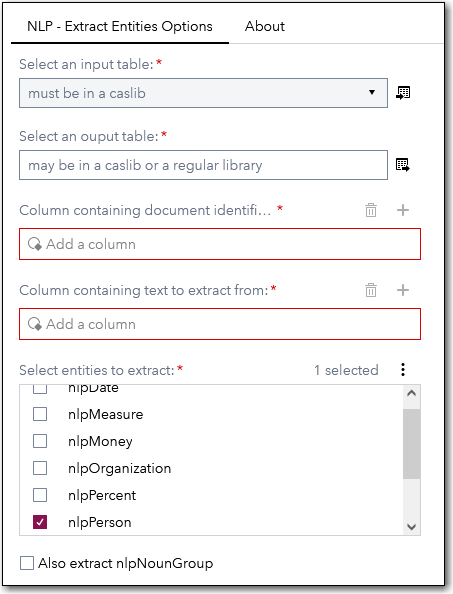 NLP - Extract Entities Options About
Select an input table: *
must be in a caslib
Select an ouput table: *
may be in a caslib or a regular library
Column containing document identifi... *
Add a column
Column containing text to extract from: *
Add a column
Select entities to extract: * 1 selected
nlpDate
nlpMeasure
nlpMoney
nlpOrganization
nlpPercent
nlpPerson
Also extract nlpNounGroup